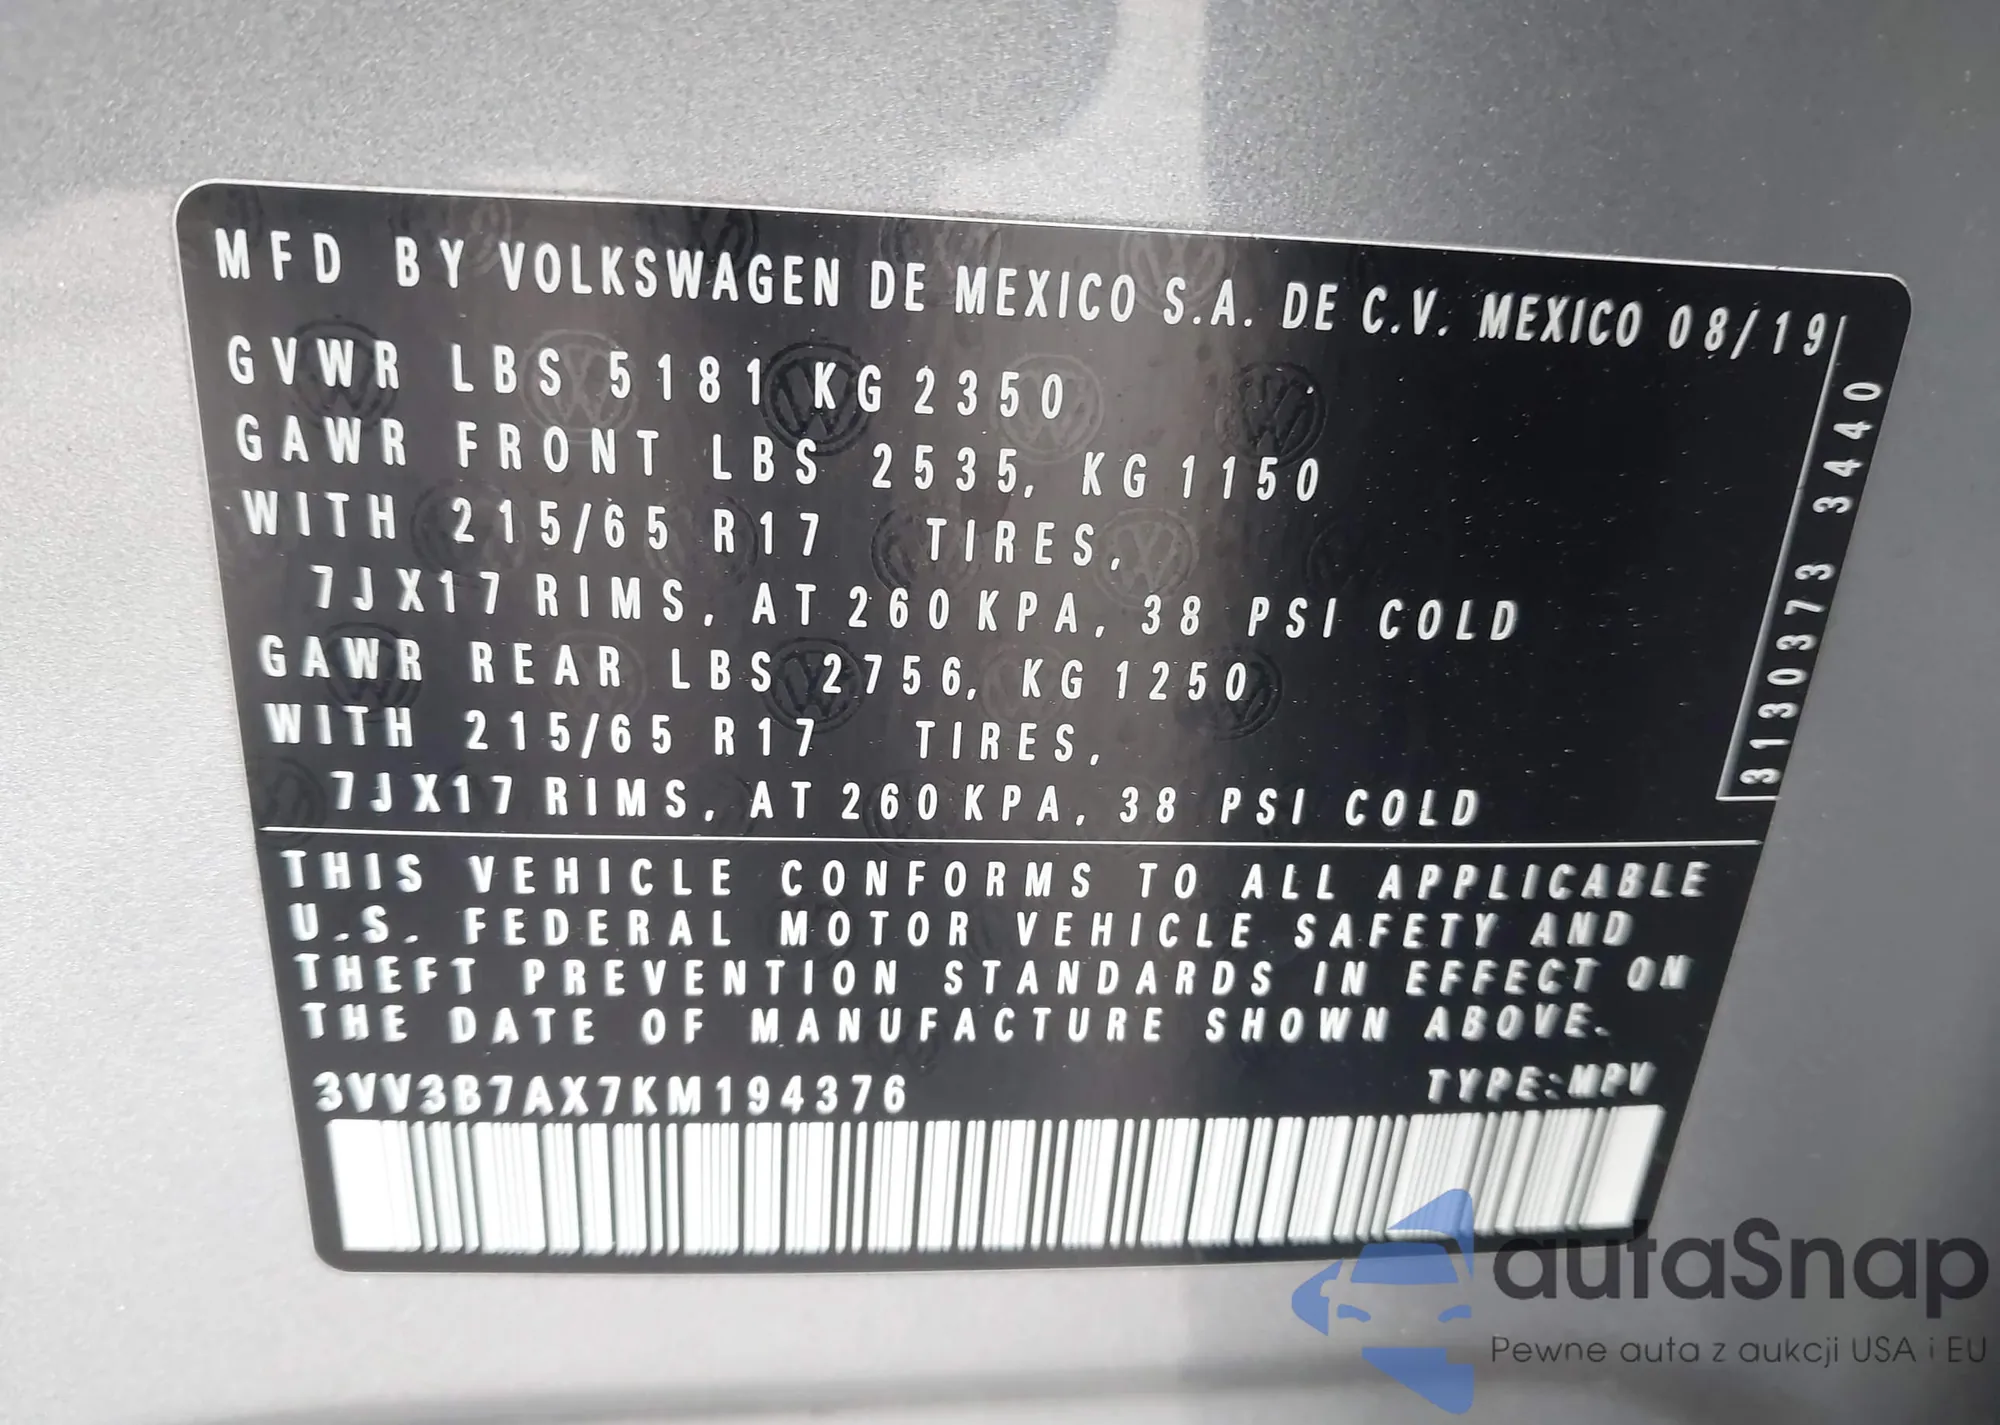 MFD BY VOLKSWAGEN DE MEXICO S.A. DE C.V. MEXICO 08/19
GVWR LBS 5181 KG 2350
GAWR FRONT LBS 2535, KG 1150
WITH 215/65 R17 TIRES,
7JX17 RIMS, AT 260 KPA, 38 PSI COLD
GAWR REAR LBS 2756, KG 1250
WITH 215/65 R17 TIRES,
7JX17 RIMS, AT 260 KPA, 38 PSI COLD
3130373 3440
THIS VEHICLE CONFORMS TO ALL APPLICABLE
U.S. FEDERAL MOTOR VEHICLE SAFETY AND
THEFT PREVENTION STANDARDS IN EFFECT ON
THE DATE OF MANUFACTURE SHOWN ABOVE.
3VV3B7AX7KM194376 TYPE:MPV
autaSnap
Pewne auta z aukcji USA i EU